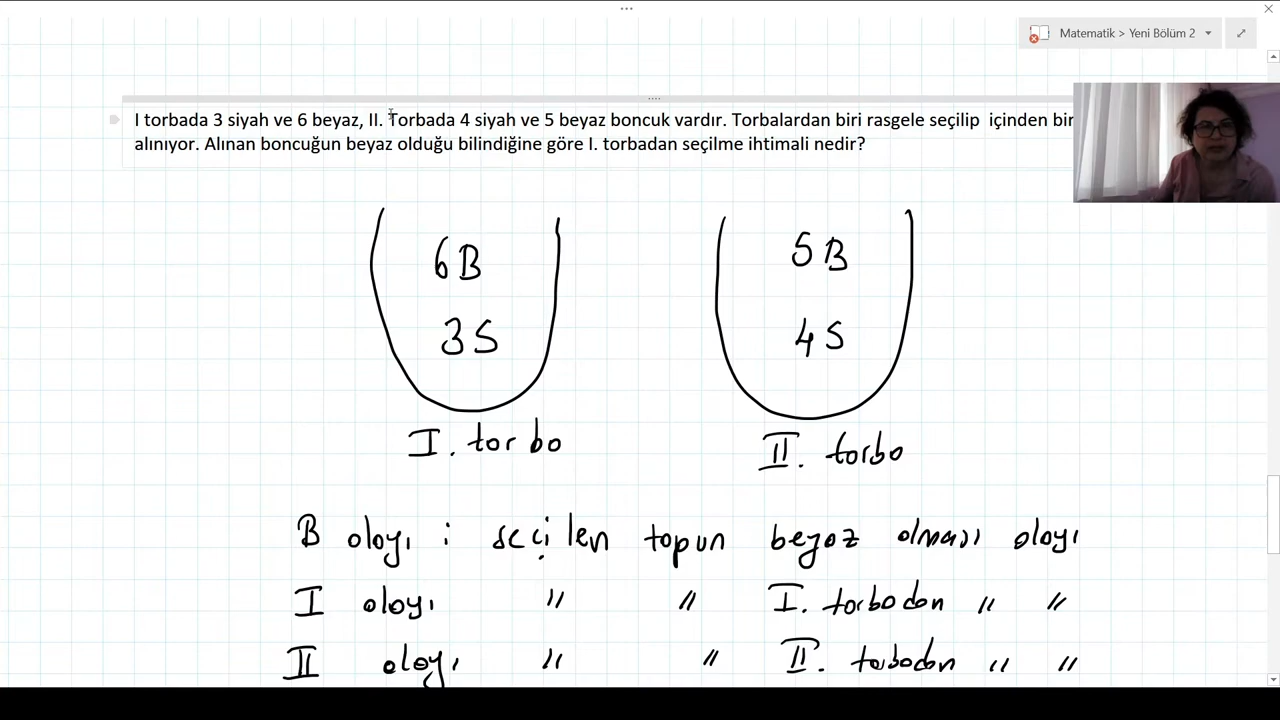 Matematik > Yeni Bölüm 2
I torbada 3 siyah ve 6 beyaz, II. Torbada 4 siyah ve 5 beyaz boncuk vardır. Torbalardan biri rasgele seçilip içinden bir
alınıyor. Alınan boncuğun beyaz olduğu bilindiğine göre I. torbadan seçilme ihtimali nedir?
6B 5B
3S 4S
I. torba II. torba
B olayı : seçilen topun beyaz olması olayı
I olayı " " I. torbadan " "
II olayı " " II. torbadan " "